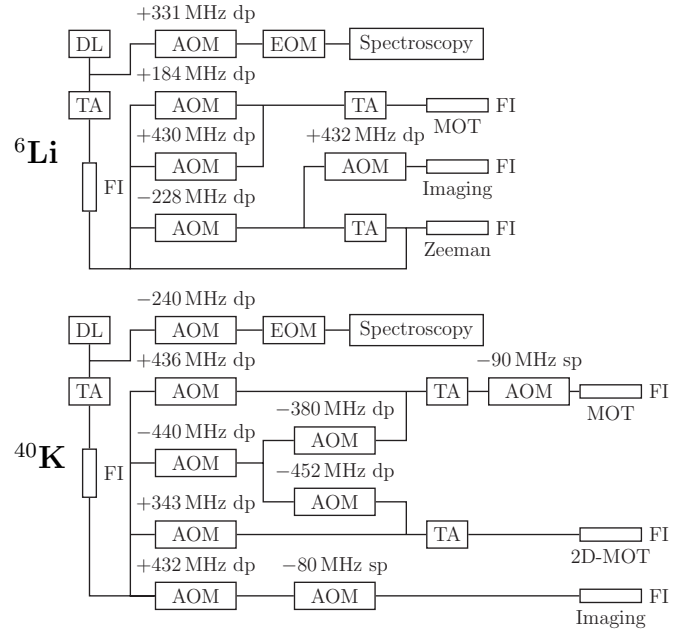 +331 MHz dp
DL AOM EOM Spectroscopy
+184 MHz dp
TA AOM TA FI
MOT
+430 MHz dp +432 MHz dp
⁶Li
AOM AOM FI
Imaging
FI
−228 MHz dp
AOM TA FI
Zeeman
−240 MHz dp
DL AOM EOM Spectroscopy
+436 MHz dp −90 MHz sp
TA AOM TA AOM FI
MOT
−380 MHz dp
AOM
−440 MHz dp
⁴⁰K
AOM
FI
−452 MHz dp
AOM
+343 MHz dp
AOM TA FI
2D-MOT
+432 MHz dp −80 MHz sp
AOM AOM FI
Imaging